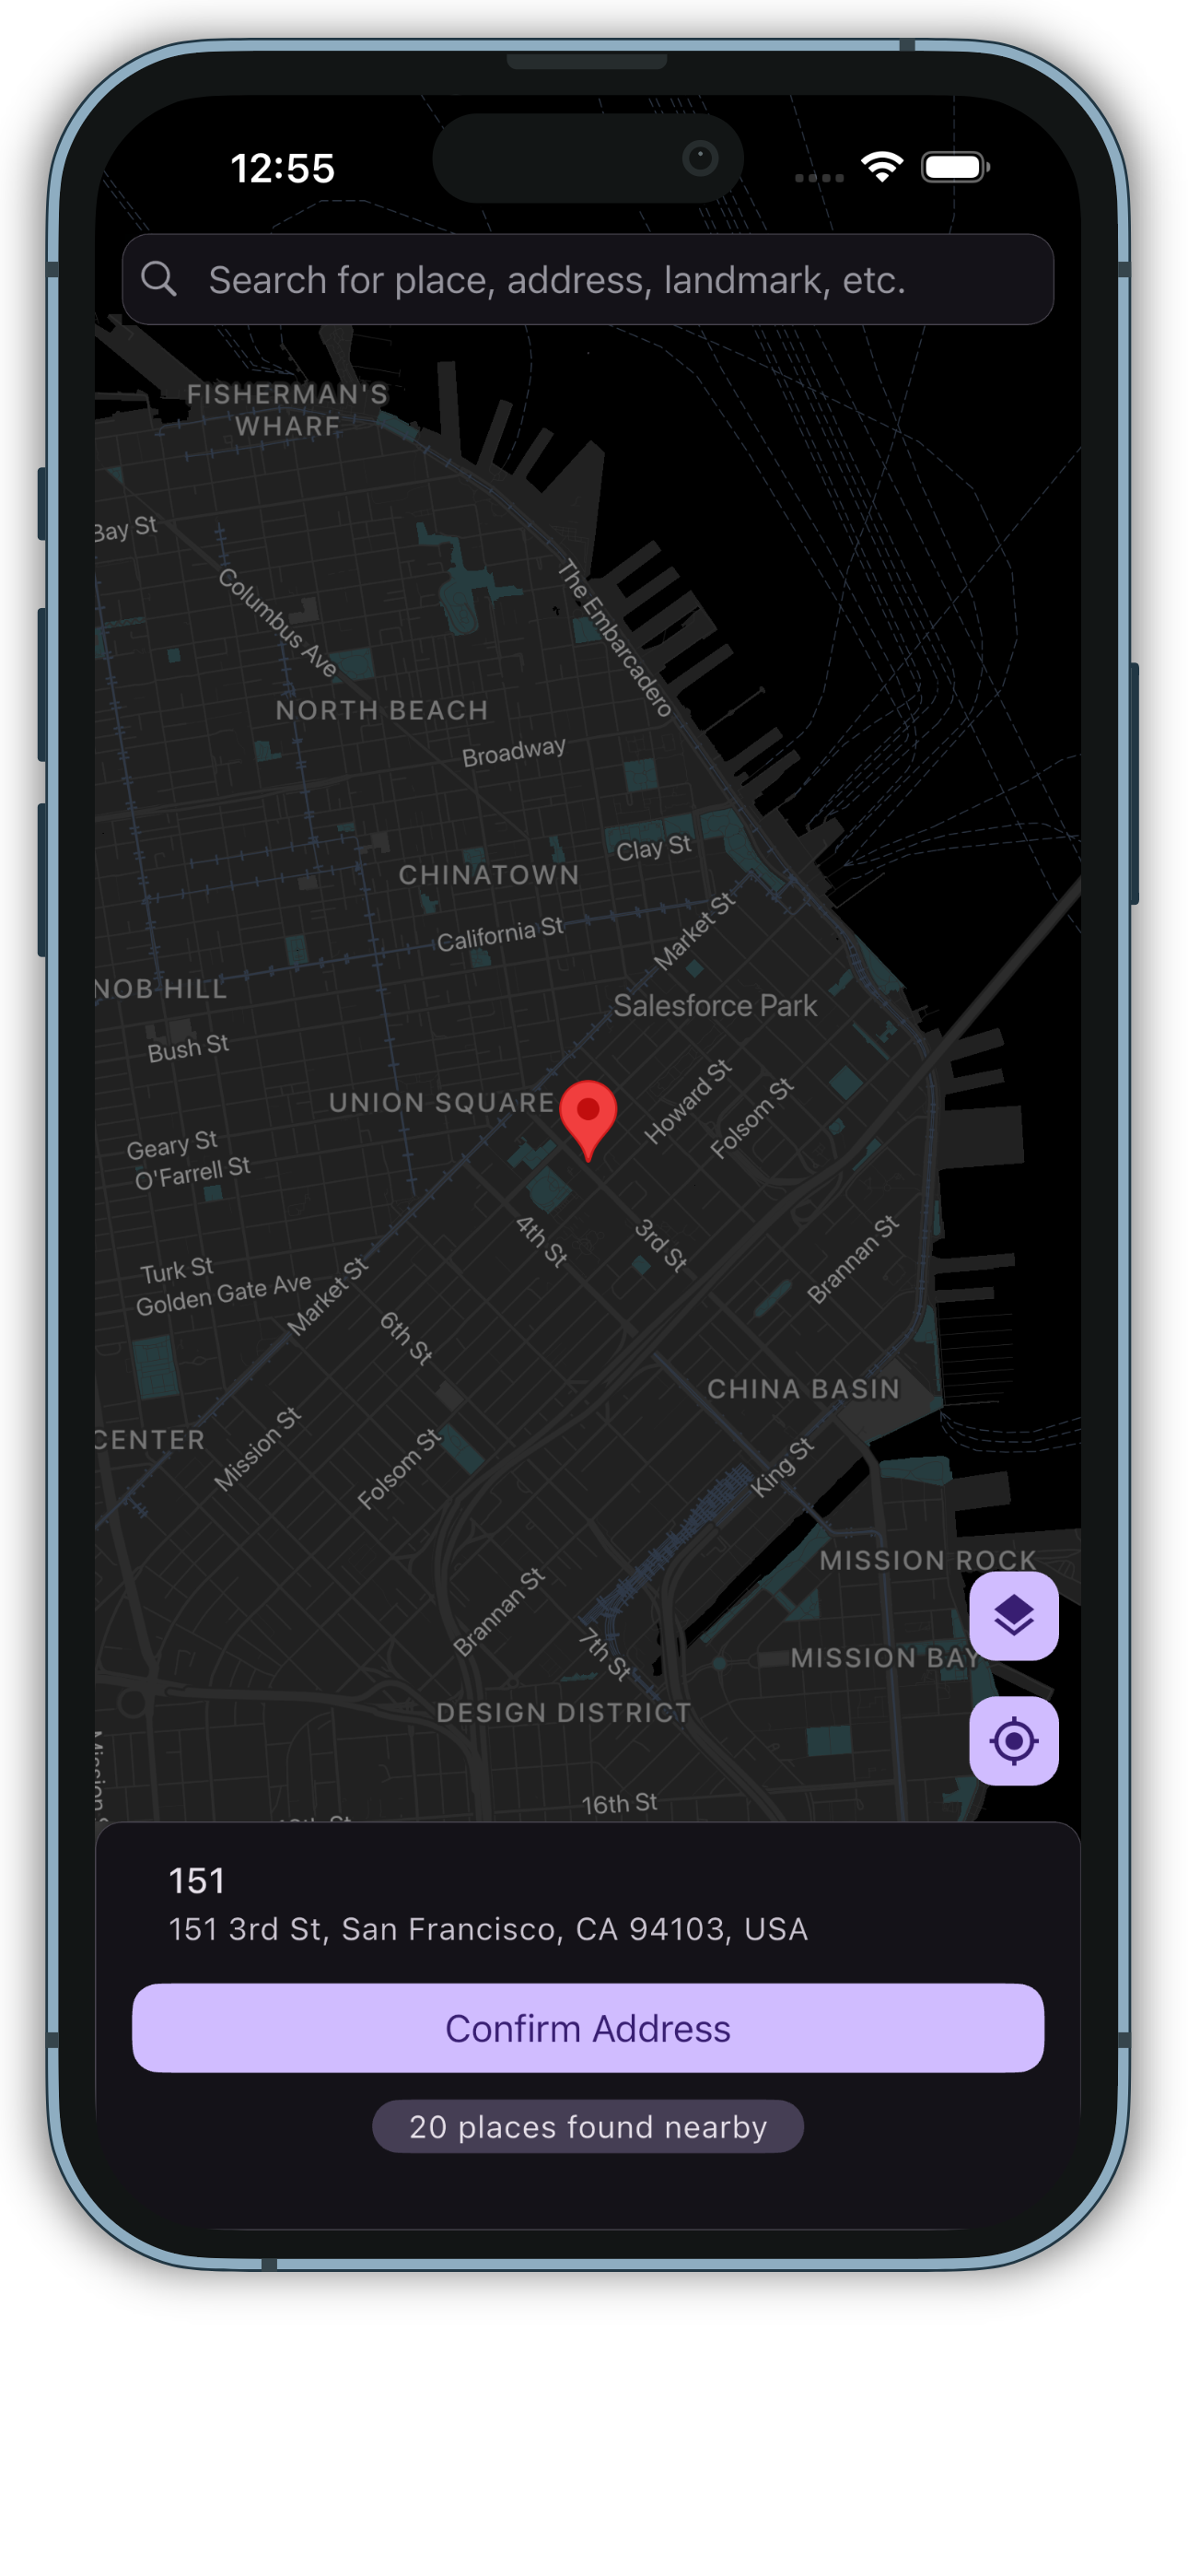 12:55
Search for place, address, landmark, etc.
FISHERMAN'S
WHARF
Bay St
Columbus Ave
The Embarcadero
NORTH BEACH
Broadway
Clay St
CHINATOWN
California St
Market St
NOB HILL
Salesforce Park
Bush St
UNION SQUARE
Howard St
Folsom St
Geary St
O'Farrell St
4th St
3rd St
Brannan St
Turk St
Golden Gate Ave
Market St
6th St
CHINA BASIN
CENTER
Mission St
Folsom St
King St
MISSION ROCK
Brannan St
7th St
MISSION BAY
DESIGN DISTRICT
Mission S
16th St
151
151 3rd St, San Francisco, CA 94103, USA
Confirm Address
20 places found nearby